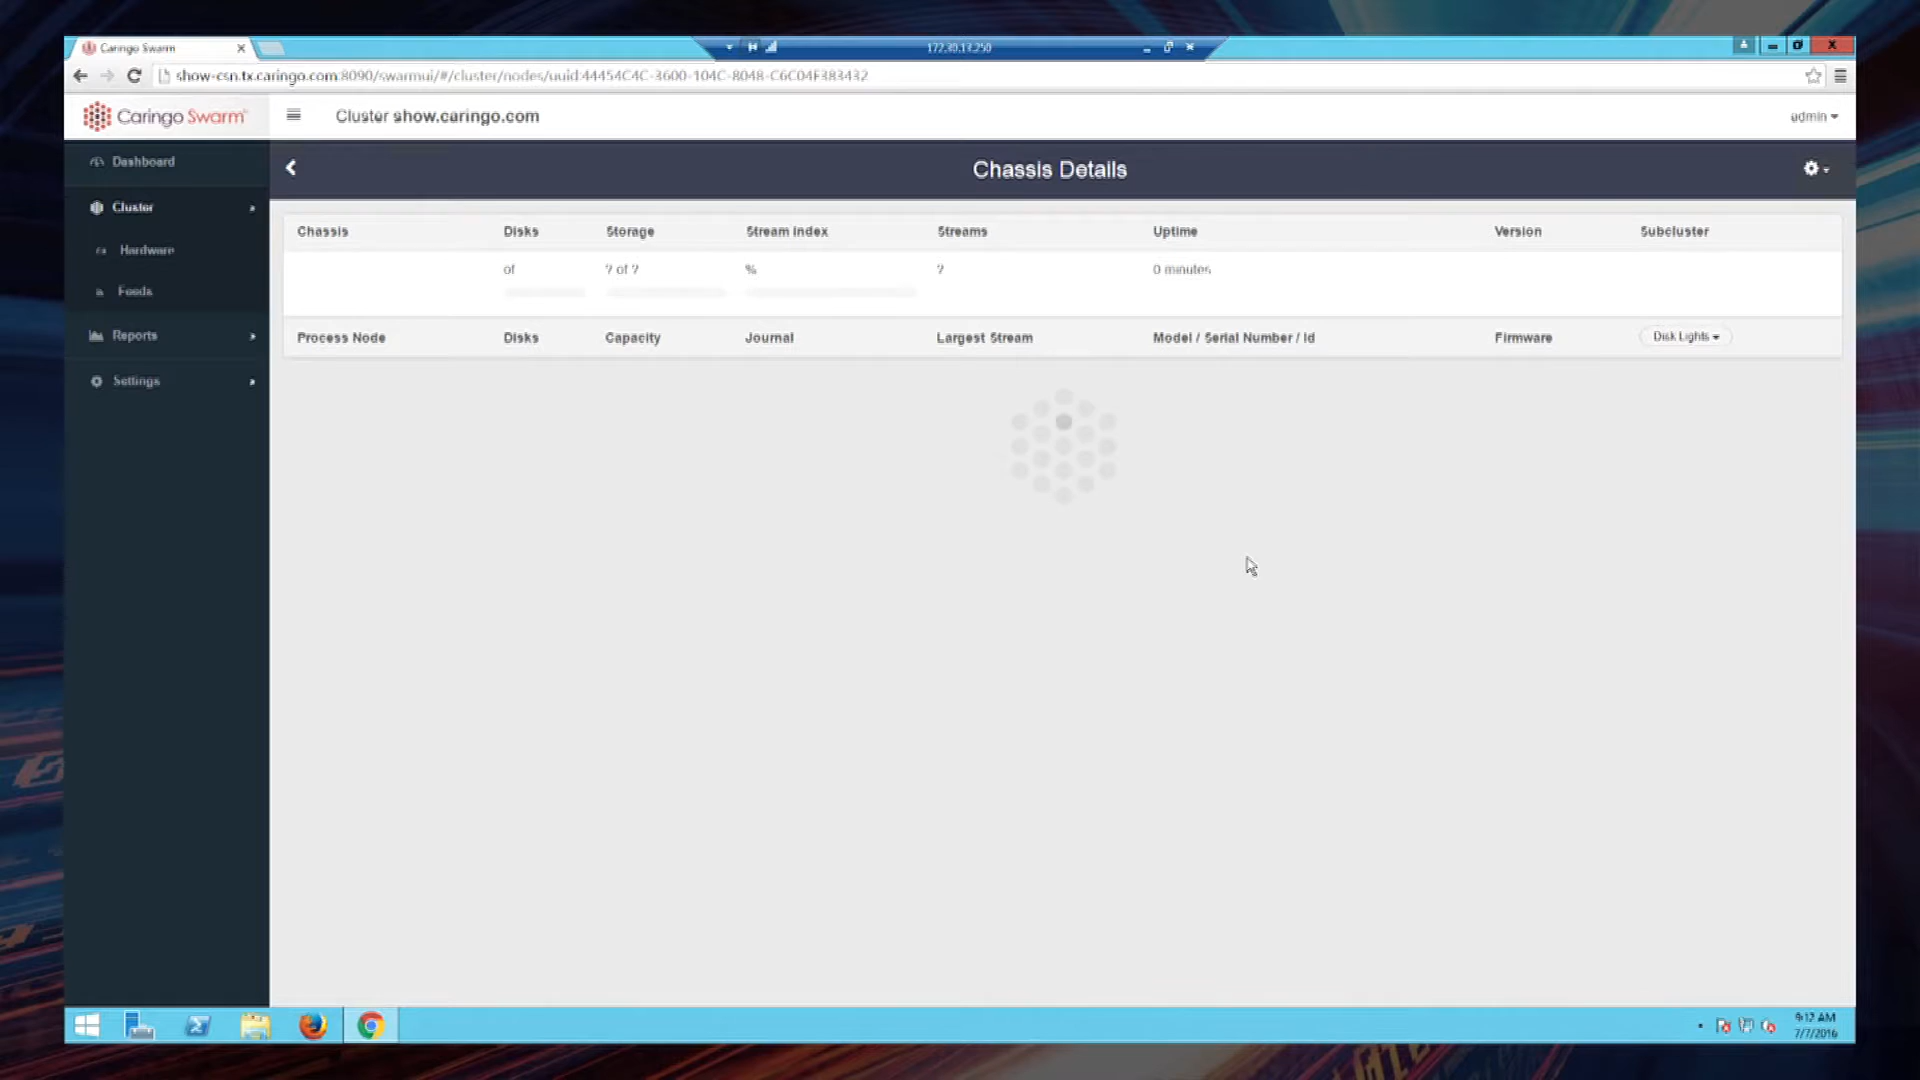 Caringo Swarm
172.30.17.250
show-csn.tx.caringo.com:8090/swarmui/#/cluster/nodes/uuid:44454C4C-3600-104C-8048-C6C04F383432
Caringo Swarm
Cluster show.caringo.com
admin
Dashboard
Chassis Details
Cluster
Hardware
Feeds
Reports
Settings
Chassis Disks Storage Stream Index Streams Uptime Version Subcluster
of ? of ? % ? 0 minutes
Process Node Disks Capacity Journal Largest Stream Model / Serial Number / Id Firmware Disk Lights
9:12 AM
7/7/2016